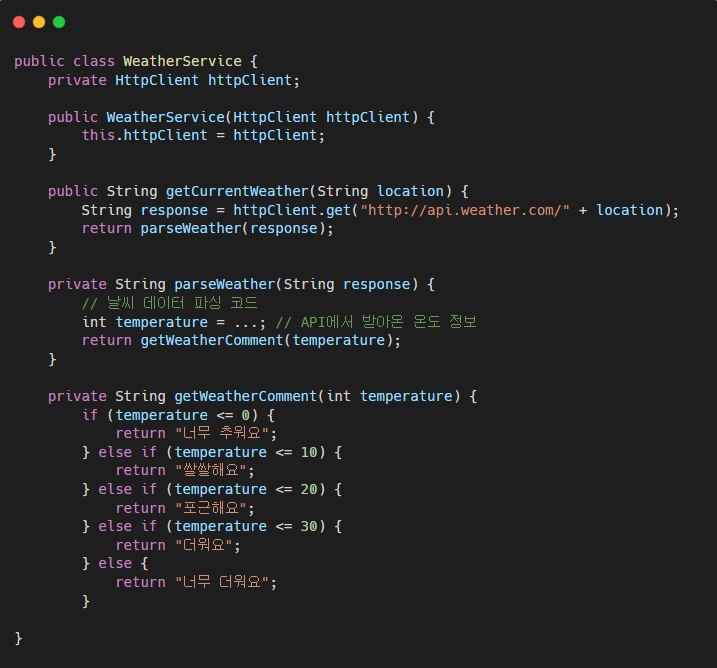 public class WeatherService {
    private HttpClient httpClient;

    public WeatherService(HttpClient httpClient) {
        this.httpClient = httpClient;
    }

    public String getCurrentWeather(String location) {
        String response = httpClient.get("http://api.weather.com/" + location);
        return parseWeather(response);
    }

    private String parseWeather(String response) {
        // 날씨 데이터 파싱 코드
        int temperature = ...; // API에서 받아온 온도 정보
        return getWeatherComment(temperature);
    }

    private String getWeatherComment(int temperature) {
        if (temperature <= 0) {
            return "너무 추워요";
        } else if (temperature <= 10) {
            return "쌀쌀해요";
        } else if (temperature <= 20) {
            return "포근해요";
        } else if (temperature <= 30) {
            return "더워요";
        } else {
            return "너무 더워요";
        }

}